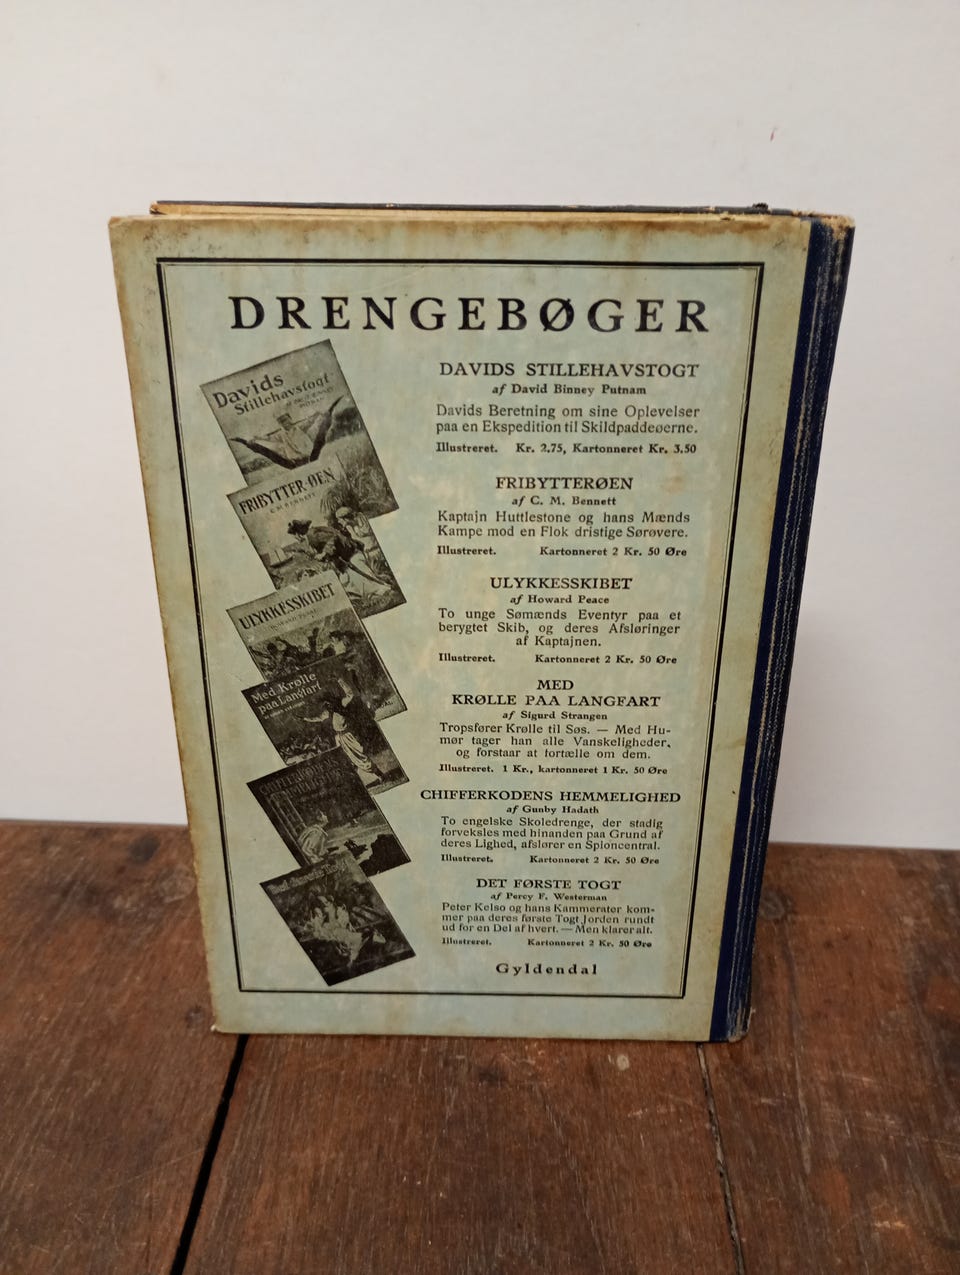 DRENGEBØGER
Davids
Stillehavstogt
FRIBYTTER-ØEN
C. M. BENNETT
ULYKKESSKIBET
Med Krølle
paa Langfart
DAVIDS STILLEHAVSTOGT
af David Binney Putnam
Davids Beretning om sine Oplevelser
paa en Ekspedition til Skildpaddeøerne.
Illustreret. Kr. 2.75, Kartonneret Kr. 3.50
FRIBYTTERØEN
af C. M. Bennett
Kaptajn Huttlestone og hans Mænds
Kampe mod en Flok dristige Sørøvere.
Illustreret. Kartonneret 2 Kr. 50 Øre
ULYKKESSKIBET
af Howard Peace
To unge Sømænds Eventyr paa et
berygtet Skib, og deres Afsløringer
af Kaptajnen.
Illustreret. Kartonneret 2 Kr. 50 Øre
MED
KRØLLE PAA LANGFART
af Sigurd Strangen
Tropsfører Krølle til Søs. — Med Hu-
mør tager han alle Vanskeligheder,
og forstaar at fortælle om dem.
Illustreret. 1 Kr., kartonneret 1 Kr. 50 Øre
CHIFFERKODENS HEMMELIGHED
af Gunby Hadath
To engelske Skoledrenge, der stadig
forveksles med hinanden paa Grund af
deres Lighed, afslører en Spioncentral.
Illustreret. Kartonneret 2 Kr. 50 Øre
DET FØRSTE TOGT
af Percy F. Westerman
Peter Kelso og hans Kammerater kom-
mer paa deres første Togt Jorden rundt
ud for en Del af hvert. — Men klarer alt.
Illustreret. Kartonneret 2 Kr. 50 Øre
Gyldendal